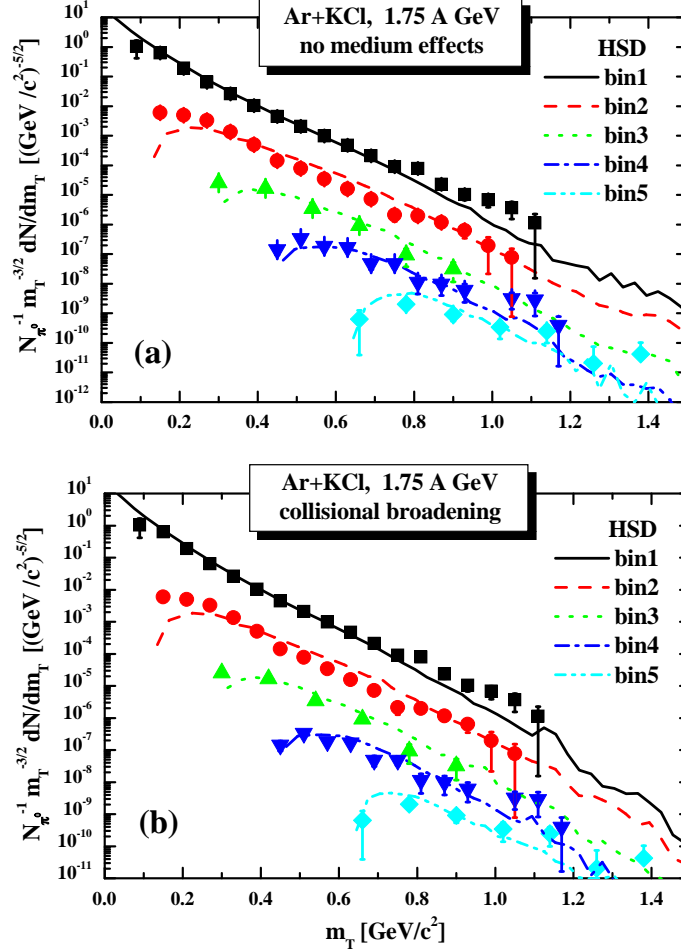 Ar+KCl, 1.75 A GeV
no medium effects
HSD
bin1
bin2
bin3
bin4
bin5
(a)
N_{π⁰}^{-1} m_T^{-3/2} dN/dm_T [(GeV /c²)^{-5/2}]
10¹
10⁰
10⁻¹
10⁻²
10⁻³
10⁻⁴
10⁻⁵
10⁻⁶
10⁻⁷
10⁻⁸
10⁻⁹
10⁻¹⁰
10⁻¹¹
10⁻¹²
0.0 0.2 0.4 0.6 0.8 1.0 1.2 1.4
Ar+KCl, 1.75 A GeV
collisional broadening
HSD
bin1
bin2
bin3
bin4
bin5
(b)
N_{π⁰}^{-1} m_T^{-3/2} dN/dm_T [(GeV /c²)^{-5/2}]
10¹
10⁰
10⁻¹
10⁻²
10⁻³
10⁻⁴
10⁻⁵
10⁻⁶
10⁻⁷
10⁻⁸
10⁻⁹
10⁻¹⁰
10⁻¹¹
0.0 0.2 0.4 0.6 0.8 1.0 1.2 1.4
m_T [GeV/c²]